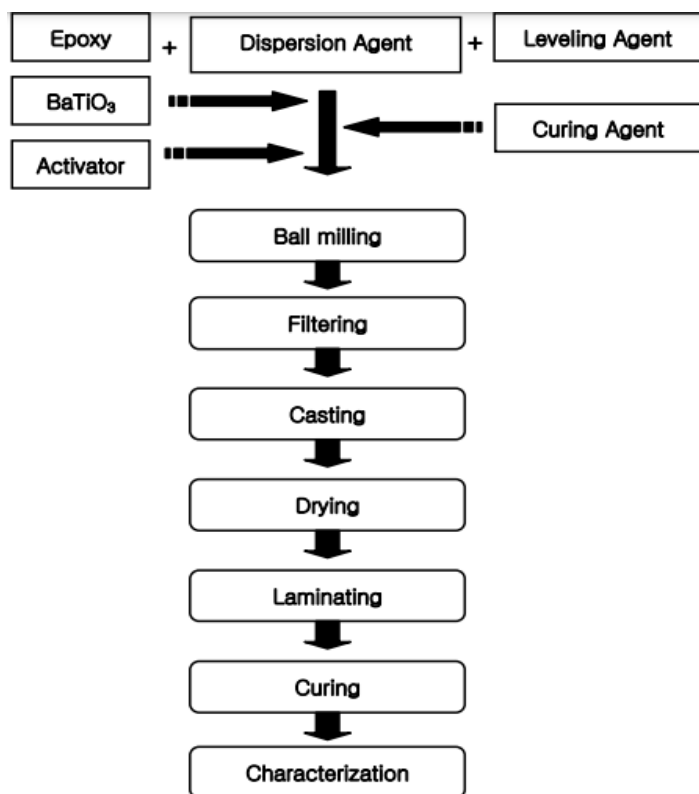 Epoxy + Dispersion Agent + Leveling Agent
BaTiO₃
Curing Agent
Activator
Ball milling
Filtering
Casting
Drying
Laminating
Curing
Characterization